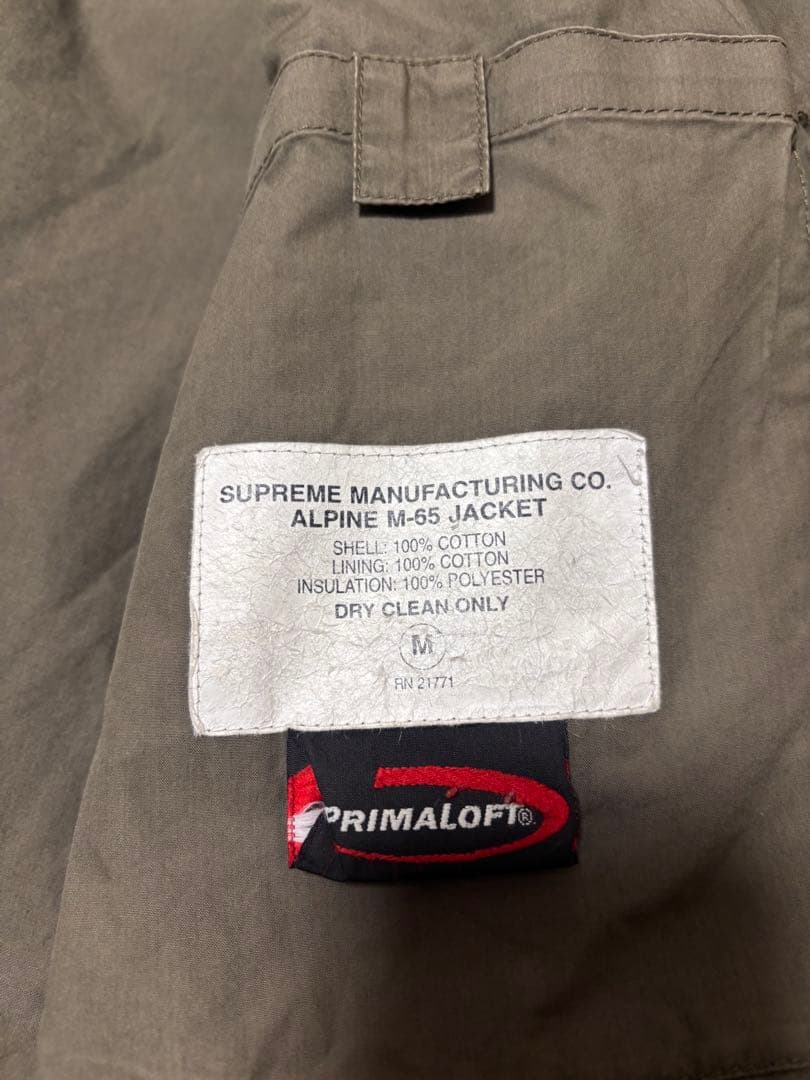 SUPREME MANUFACTURING CO.
ALPINE M-65 JACKET
SHELL: 100% COTTON
LINING: 100% COTTON
INSULATION: 100% POLYESTER
DRY CLEAN ONLY
M
RN 21771
PRIMALOFT®